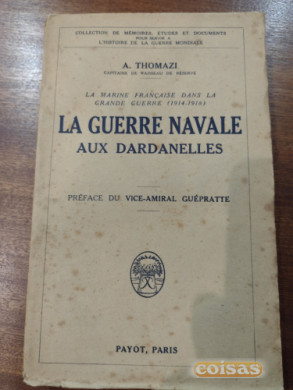 COLLECTION DE MÉMOIRES, ÉTUDES ET DOCUMENTS
POUR SERVIR A
L'HISTOIRE DE LA GUERRE MONDIALE
A. THOMAZI
CAPITAINE DE VAISSEAU DE RÉSERVE
LA MARINE FRANÇAISE DANS LA
GRANDE GUERRE (1914-1918)
LA GUERRE NAVALE
AUX DARDANELLES
PRÉFACE DU VICE-AMIRAL GUÉPRATTE
PAYOT, PARIS
coisas